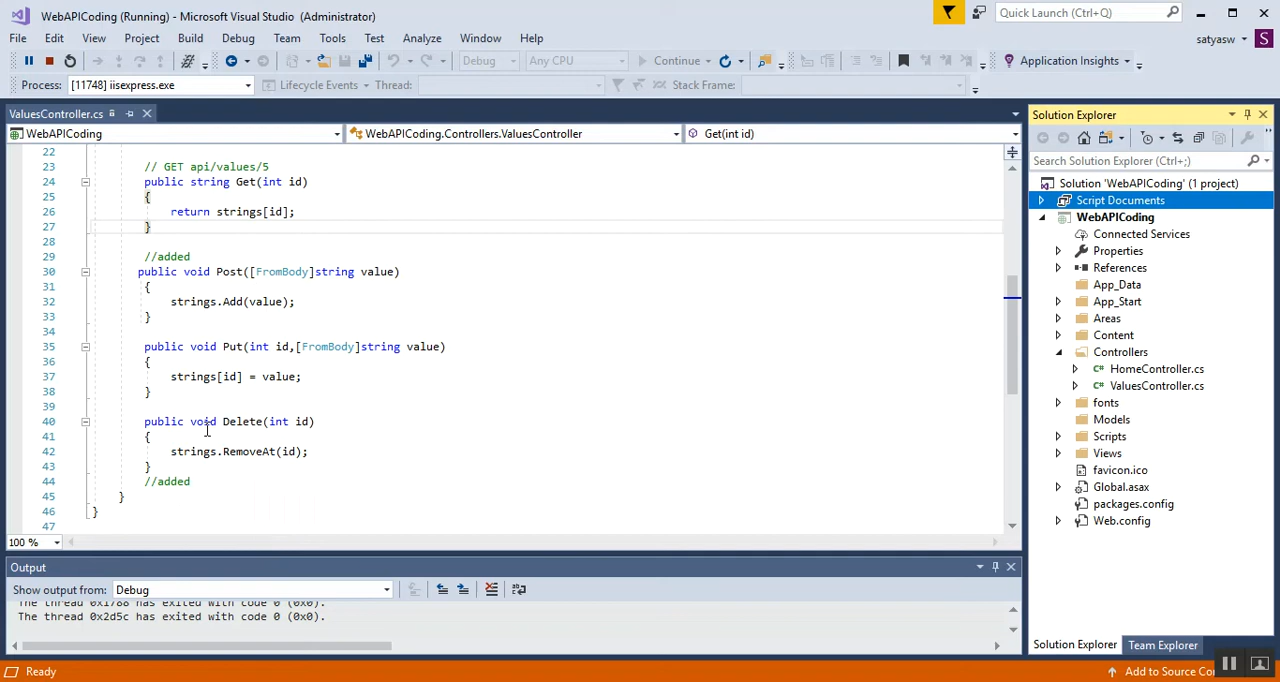 WebAPICoding (Running) - Microsoft Visual Studio (Administrator)
Quick Launch (Ctrl+Q)
File Edit View Project Build Debug Team Tools Test Analyze Window Help
satyasw S
Debug Any CPU Continue Application Insights
Process: [11748] iisexpress.exe Lifecycle Events Thread: Stack Frame:
ValuesController.cs
WebAPICoding WebAPICoding.Controllers.ValuesController Get(int id)
22
23 // GET api/values/5
24 public string Get(int id)
25 {
26 return strings[id];
27 }
28
29 //added
30 public void Post([FromBody]string value)
31 {
32 strings.Add(value);
33 }
34
35 public void Put(int id,[FromBody]string value)
36 {
37 strings[id] = value;
38 }
39
40 public void Delete(int id)
41 {
42 strings.RemoveAt(id);
43 }
44 //added
45 }
46 }
47
100 %
Output
Show output from: Debug
The thread 0x1788 has exited with code 0 (0x0).
The thread 0x2d5c has exited with code 0 (0x0).
Solution Explorer
Search Solution Explorer (Ctrl+;)
Solution 'WebAPICoding' (1 project)
Script Documents
WebAPICoding
Connected Services
Properties
References
App_Data
App_Start
Areas
Content
Controllers
C# HomeController.cs
C# ValuesController.cs
fonts
Models
Scripts
Views
favicon.ico
Global.asax
packages.config
Web.config
Solution Explorer Team Explorer
Ready Add to Source Co